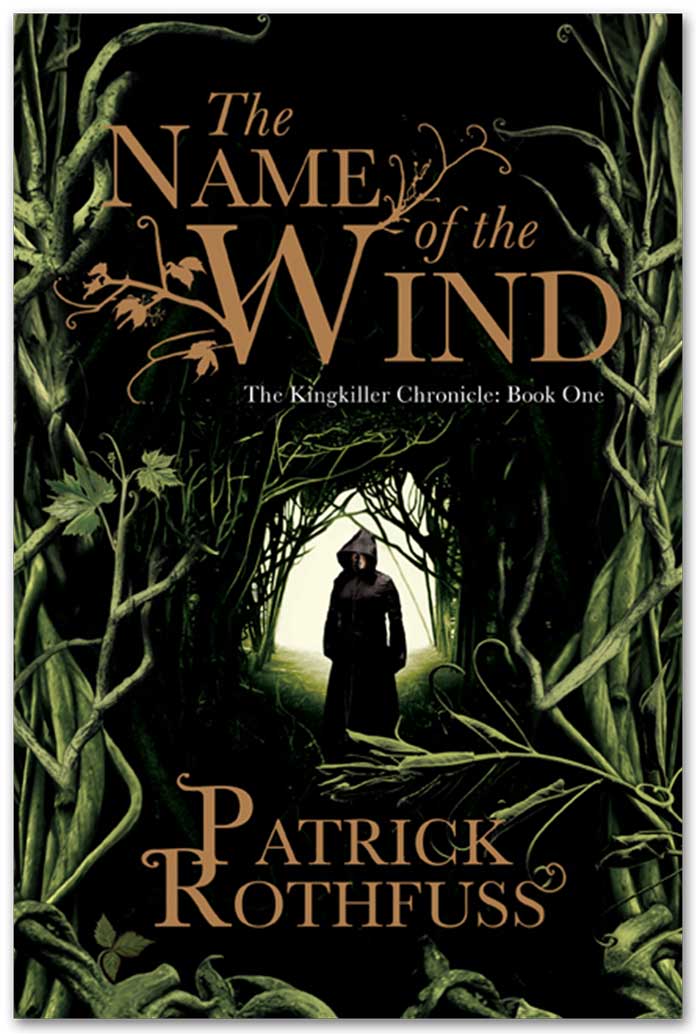 The
NAME
of the
WIND
The Kingkiller Chronicle: Book One
PATRICK
ROTHFUSS